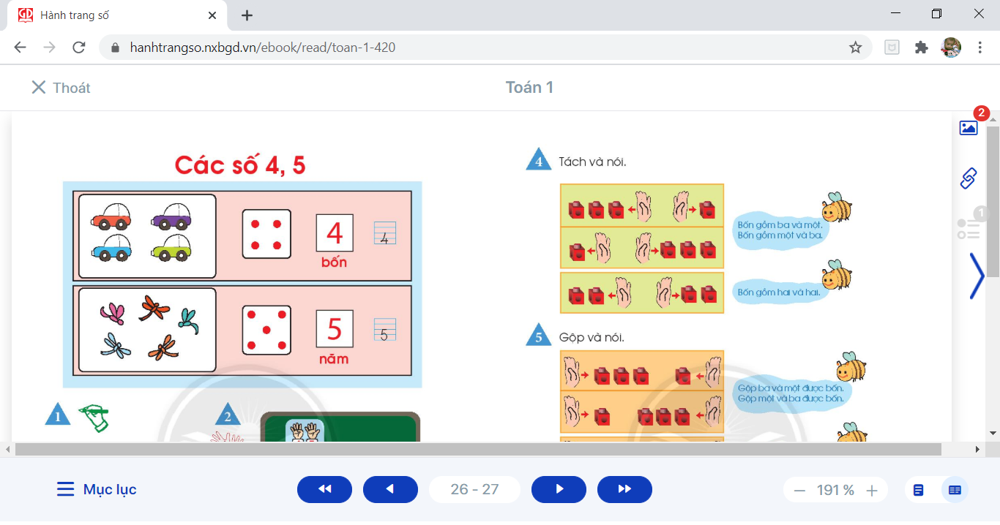 Hành trang số
hanhtrangso.nxbgd.vn/ebook/read/toan-1-420
Thoát
Toán 1
2
1
Các số 4, 5
4
bốn
4
5
năm
5
1
2
4 Tách và nói.
Bốn gồm ba và một.
Bốn gồm một và ba.
Bốn gồm hai và hai.
5 Gộp và nói.
Gộp ba và một được bốn.
Gộp một và ba được bốn.
Mục lục
26 - 27
191 %